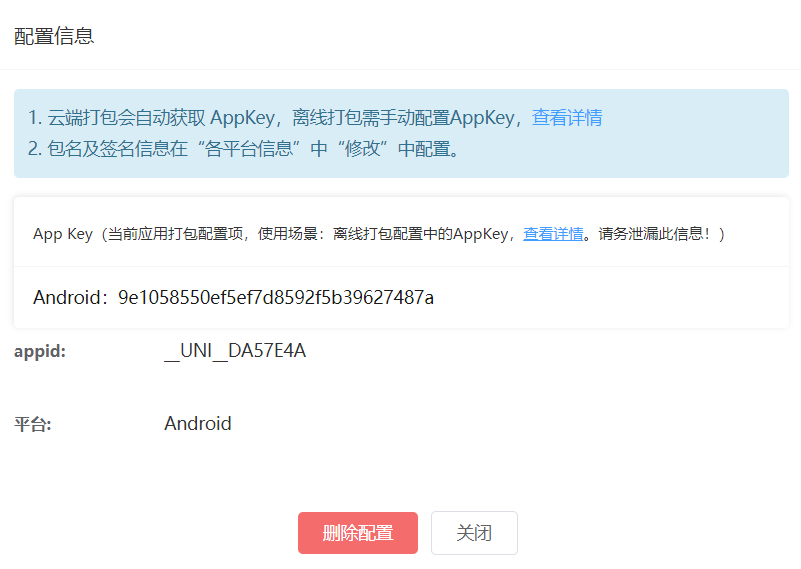 配置信息
1. 云端打包会自动获取 AppKey，离线打包需手动配置AppKey，查看详情
2. 包名及签名信息在“各平台信息”中“修改”中配置。
App Key（当前应用打包配置项，使用场景：离线打包配置中的AppKey，查看详情。请务泄漏此信息！）
Android：9e1058550ef5ef7d8592f5b39627487a
appid: __UNI__DA57E4A
平台: Android
删除配置 关闭